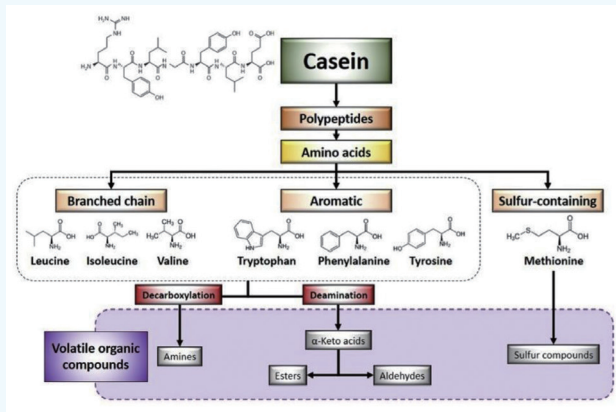 Casein
Polypeptides
Amino acids
Branched chain
Aromatic
Sulfur-containing
Leucine
Isoleucine
Valine
Tryptophan
Phenylalanine
Tyrosine
Methionine
Decarboxylation
Deamination
Volatile organic
compounds
Amines
α-Keto acids
Sulfur compounds
Esters
Aldehydes